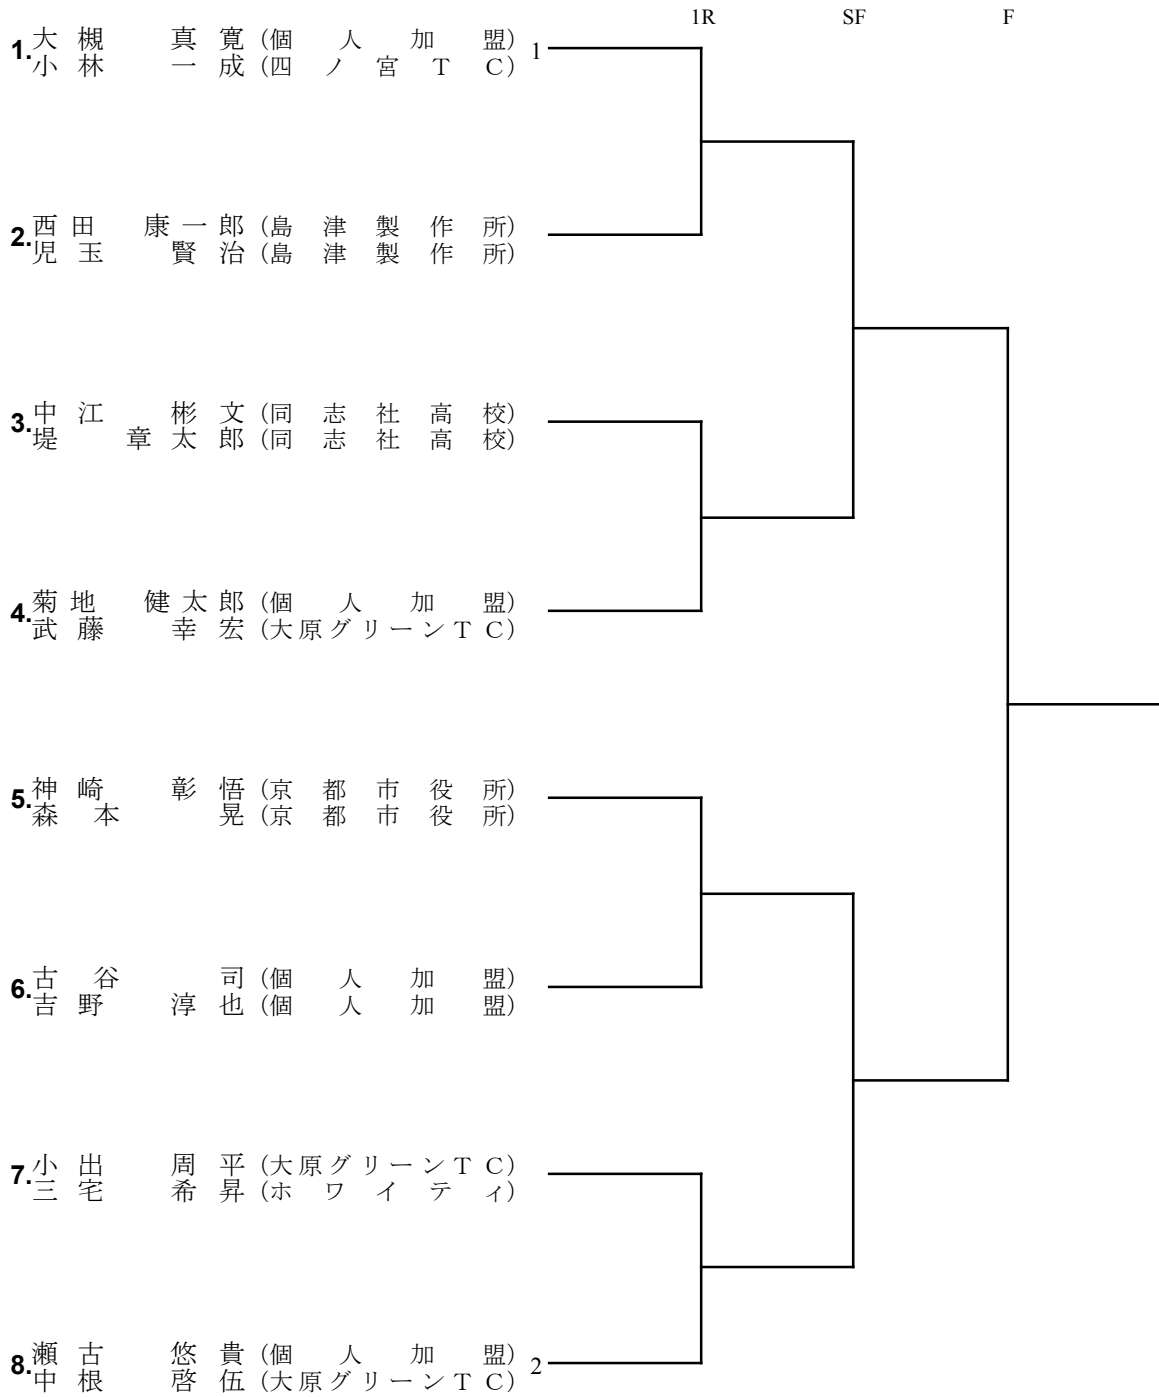 1R SF F
1. 大槻 真寛 (個人加盟) 1
小林 一成 (四ノ宮TC)
2. 西田 康一郎 (島津製作所)
児玉 賢治 (島津製作所)
3. 中江 彬文 (同志社高校)
堤 章太郎 (同志社高校)
4. 菊地 健太郎 (個人加盟)
武藤 幸宏 (大原グリーンTC)
5. 神崎 彰悟 (京都市役所)
森本 晃 (京都市役所)
6. 古谷 司 (個人加盟)
吉野 淳也 (個人加盟)
7. 小出 周平 (大原グリーンTC)
三宅 希昇 (ホワイティ)
8. 瀬古 悠貴 (個人加盟) 2
中根 啓伍 (大原グリーンTC)